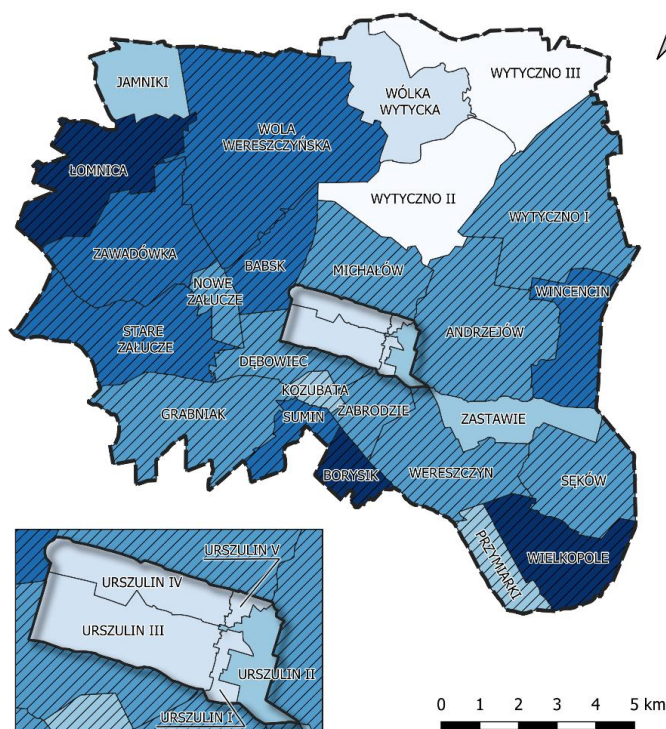 JAMNIKI
WÓLKA
WYTYCKA
WYTYCZNO III
WOLA
WERESZCZYŃSKA
ŁOMNICA
WYTYCZNO II
WYTYCZNO I
ZAWADÓWKA
BABSK
MICHAŁÓW
NOWE
ZAŁUCZE
WINCENCIN
STARE
ZAŁUCZE
ANDRZEJÓW
DĘBOWIEC
KOZUBATA
GRABNIAK
SUMIN
ZABRODZIE
ZASTAWIE
BORYSIK
WERESZCZYN
SĘKÓW
PRZYMIARKI
WIELKOPOLE
URSZULIN V
URSZULIN IV
URSZULIN III
URSZULIN II
URSZULIN I
0 1 2 3 4 5 km